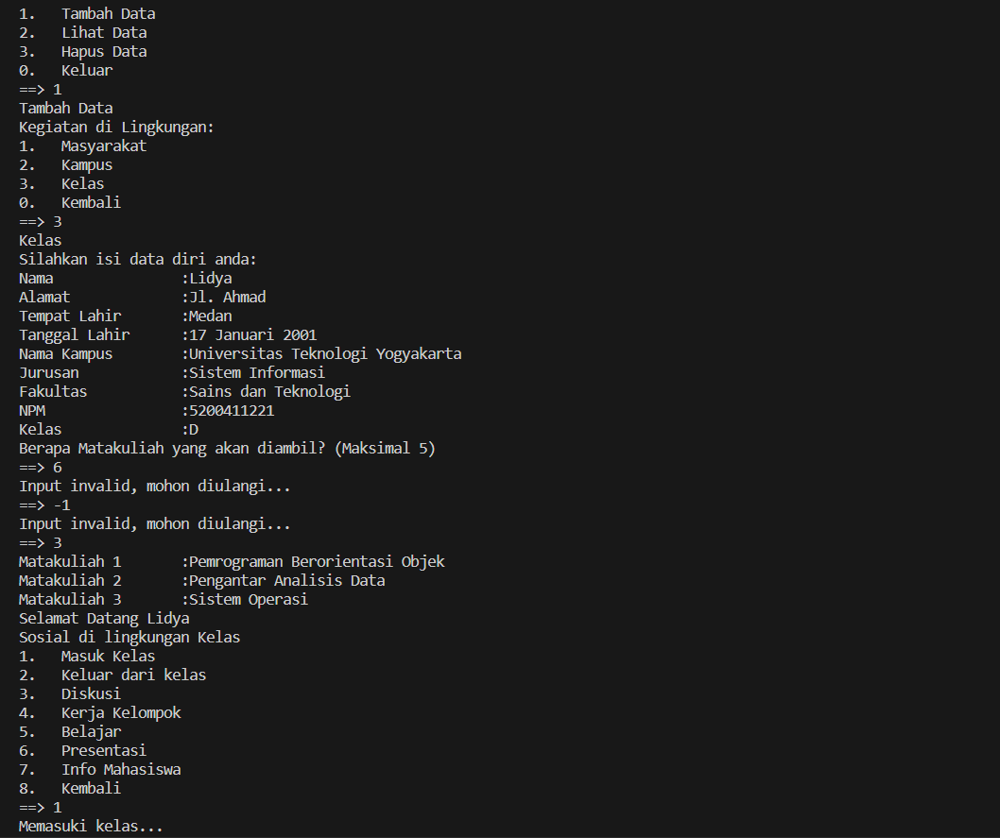 1.   Tambah Data
2.   Lihat Data
3.   Hapus Data
0.   Keluar
==> 1
Tambah Data
Kegiatan di Lingkungan:
1.   Masyarakat
2.   Kampus
3.   Kelas
0.   Kembali
==> 3
Kelas
Silahkan isi data diri anda:
Nama               :Lidya
Alamat             :Jl. Ahmad
Tempat Lahir       :Medan
Tanggal Lahir      :17 Januari 2001
Nama Kampus        :Universitas Teknologi Yogyakarta
Jurusan            :Sistem Informasi
Fakultas           :Sains dan Teknologi
NPM                :5200411221
Kelas              :D
Berapa Matakuliah yang akan diambil? (Maksimal 5)
==> 6
Input invalid, mohon diulangi...
==> -1
Input invalid, mohon diulangi...
==> 3
Matakuliah 1       :Pemrograman Berorientasi Objek
Matakuliah 2       :Pengantar Analisis Data
Matakuliah 3       :Sistem Operasi
Selamat Datang Lidya
Sosial di lingkungan Kelas
1.   Masuk Kelas
2.   Keluar dari kelas
3.   Diskusi
4.   Kerja Kelompok
5.   Belajar
6.   Presentasi
7.   Info Mahasiswa
8.   Kembali
==> 1
Memasuki kelas...